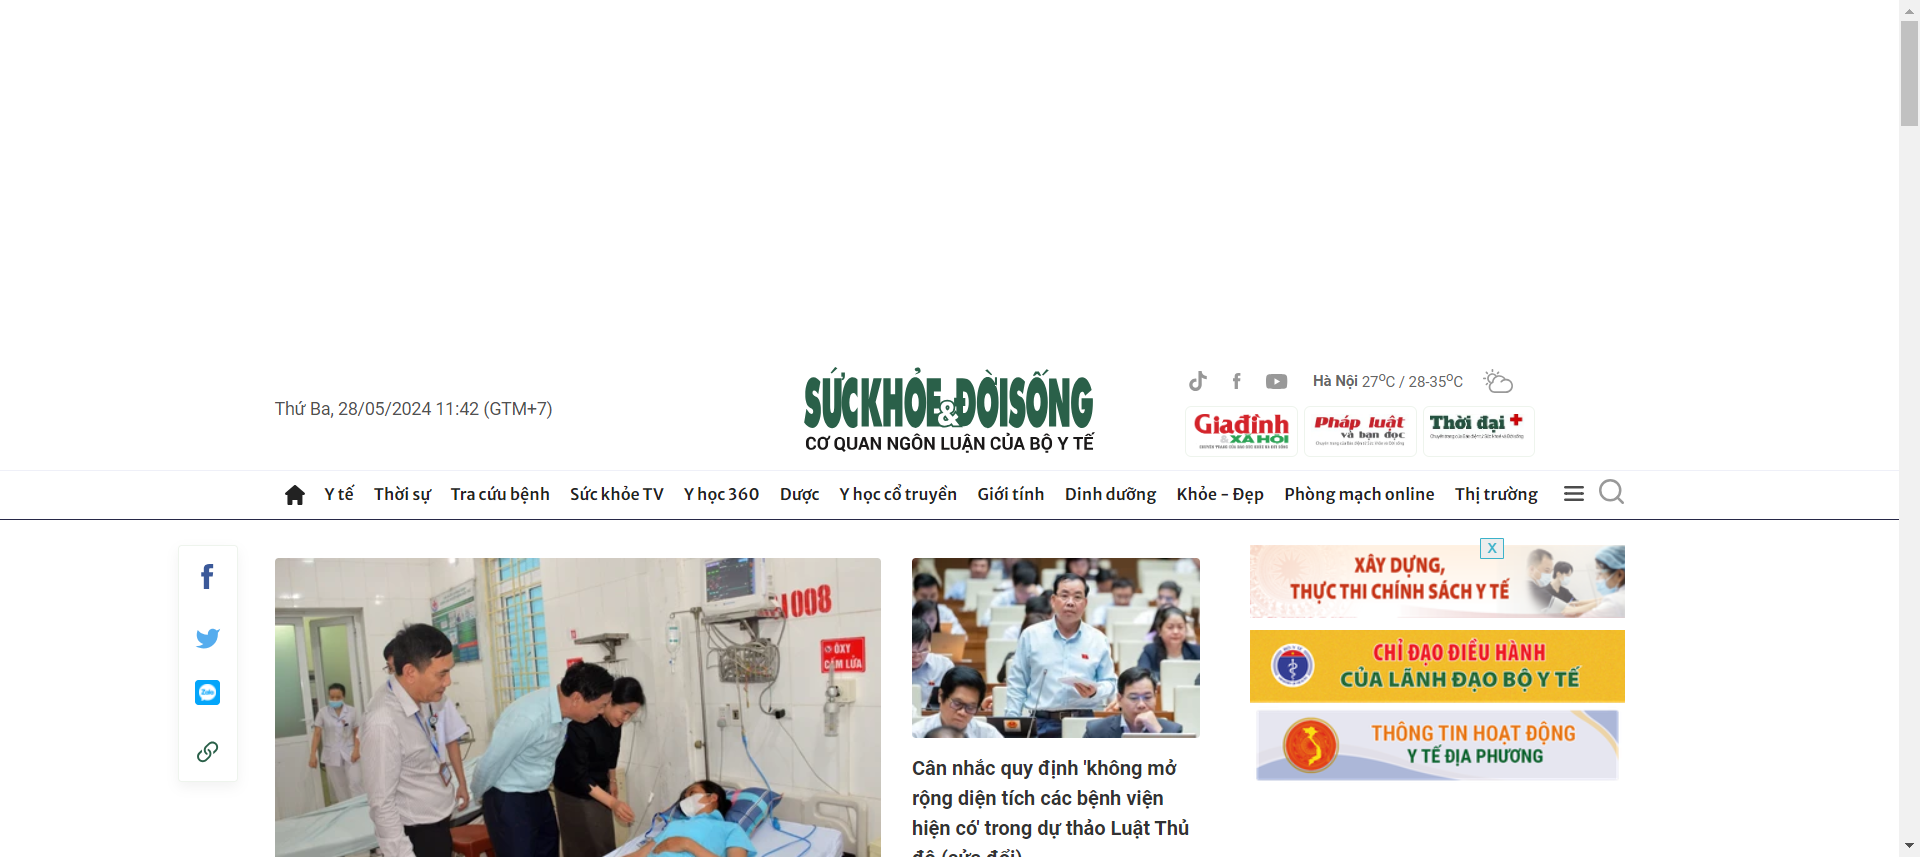 Thứ Ba, 28/05/2024 11:42 (GTM+7)
SỨC KHỎE & ĐỜI SỐNG
CƠ QUAN NGÔN LUẬN CỦA BỘ Y TẾ
Hà Nội 27°C / 28-35°C
Gia đình & XÃ HỘI
Pháp luật và bạn đọc
Thời đại +
Y tế Thời sự Tra cứu bệnh Sức khỏe TV Y học 360 Dược Y học cổ truyền Giới tính Dinh dưỡng Khỏe - Đẹp Phòng mạch online Thị trường
Zalo
1008
ÔXY
CẤM LỬA
Cân nhắc quy định 'không mở
rộng diện tích các bệnh viện
hiện có' trong dự thảo Luật Thủ
đô (sửa đổi)
X
XÂY DỰNG,
THỰC THI CHÍNH SÁCH Y TẾ
CHỈ ĐẠO ĐIỀU HÀNH
CỦA LÃNH ĐẠO BỘ Y TẾ
THÔNG TIN HOẠT ĐỘNG
Y TẾ ĐỊA PHƯƠNG